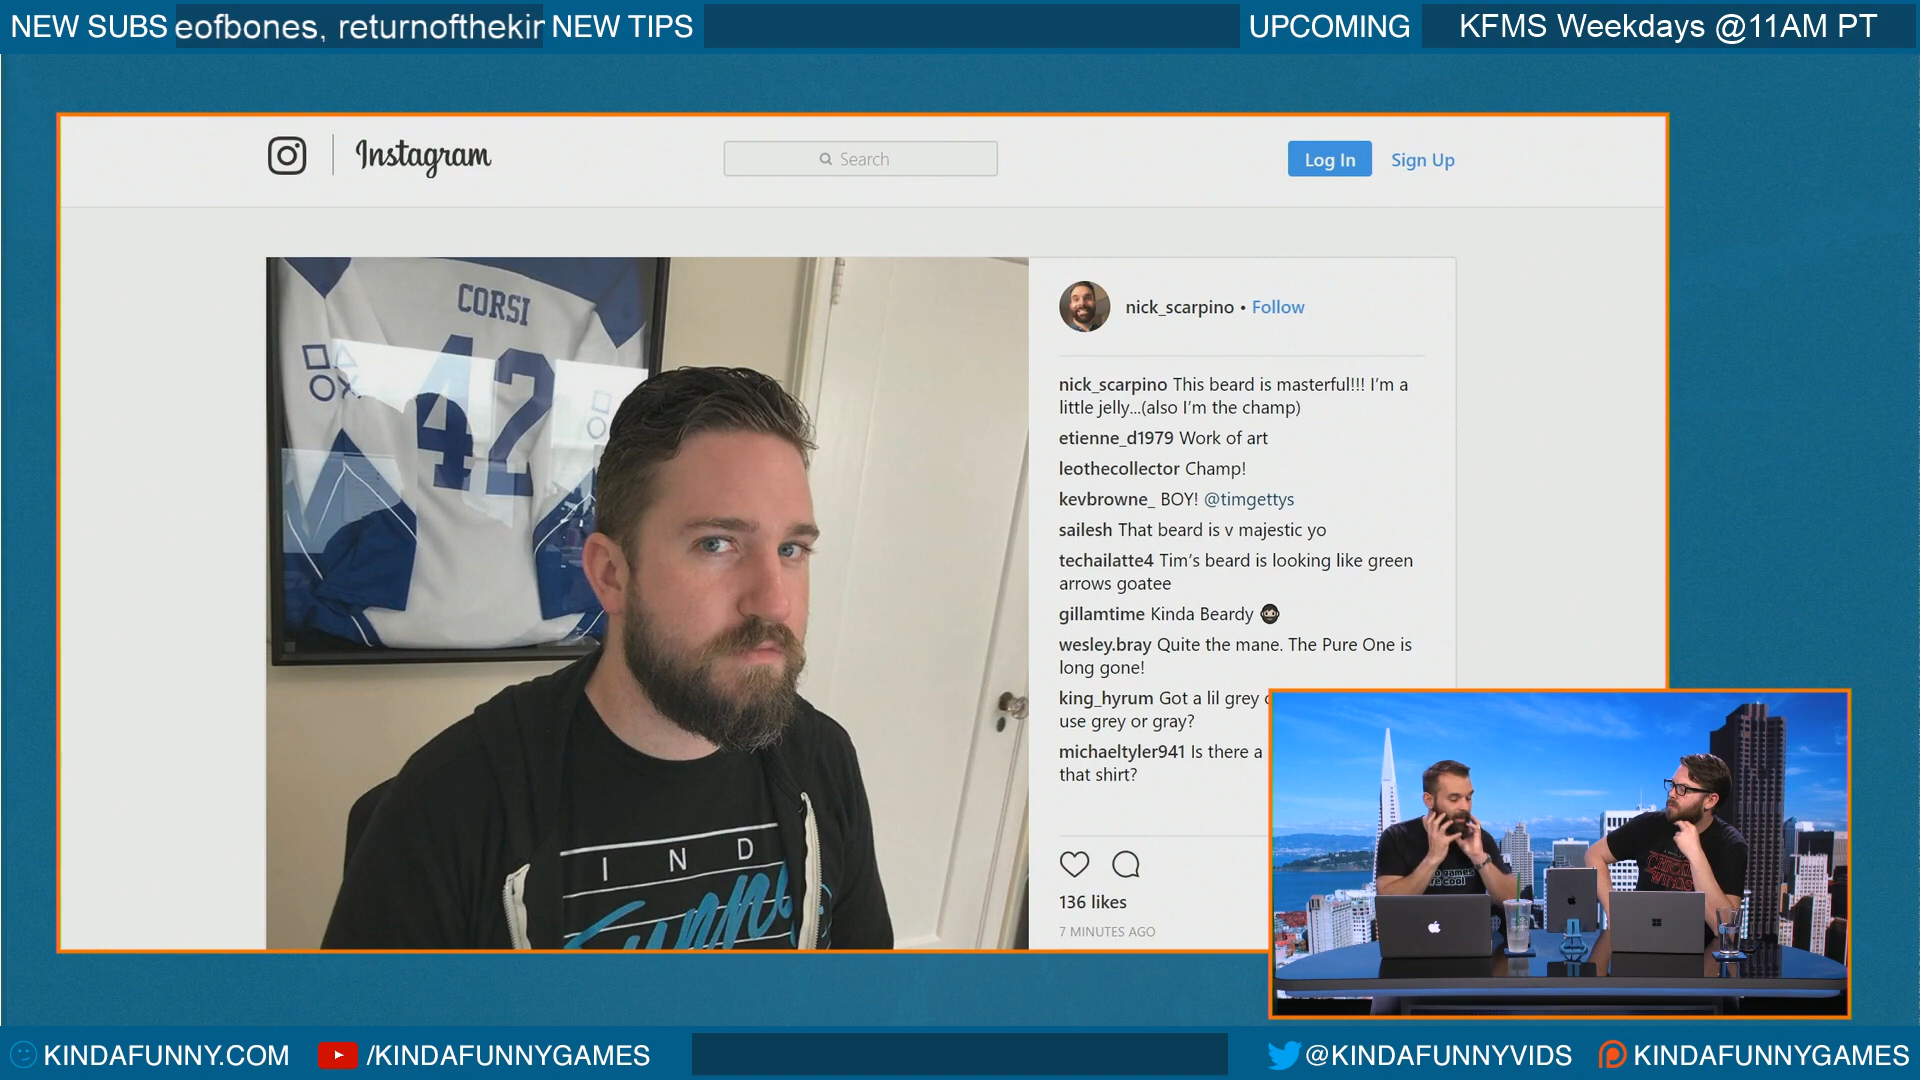 NEW SUBS eofbones, returnofthekin NEW TIPS UPCOMING KFMS Weekdays @11AM PT
Instagram
Search
Log In Sign Up
CORSI
42
nick_scarpino • Follow
nick_scarpino This beard is masterful!!! I'm a
little jelly...(also I'm the champ)
etienne_d1979 Work of art
leothecollector Champ!
kevbrowne_ BOY! @timgettys
sailesh That beard is v majestic yo
techailatte4 Tim's beard is looking like green
arrows goatee
gillamtime Kinda Beardy
wesley.bray Quite the mane. The Pure One is
long gone!
king_hyrum Got a lil grey
use grey or gray?
michaeltyler941 Is there a
that shirt?
136 likes
7 MINUTES AGO
I N D
Funny
games
cool
KINDAFUNNY.COM /KINDAFUNNYGAMES @KINDAFUNNYVIDS KINDAFUNNYGAMES